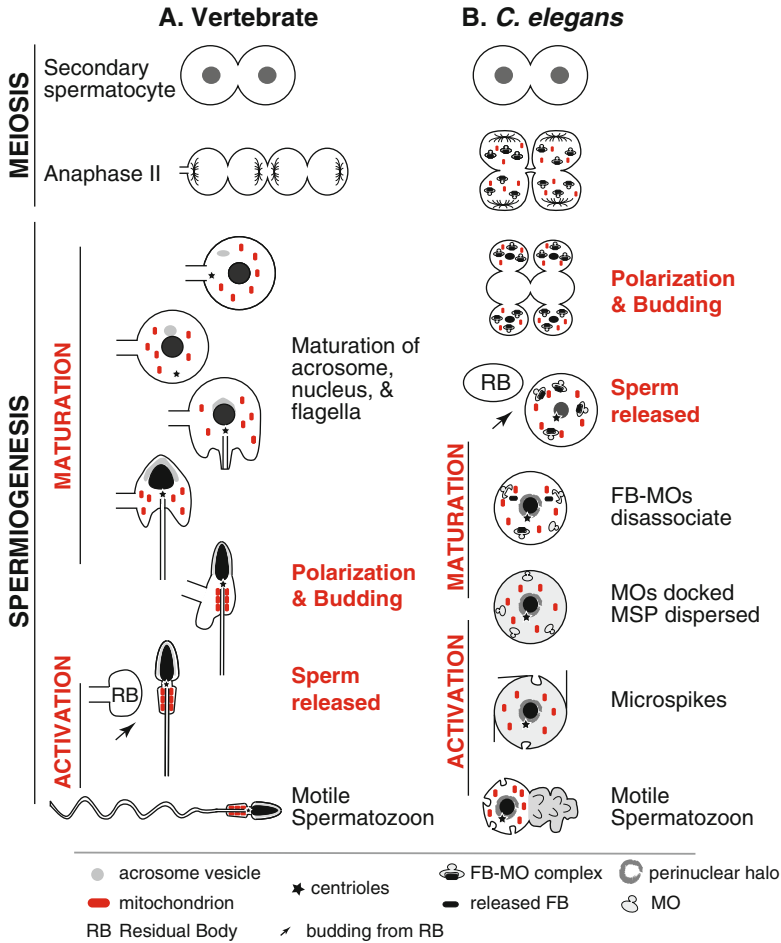 A. Vertebrate
B. C. elegans
MEIOSIS
Secondary
spermatocyte
Anaphase II
SPERMIOGENESIS
MATURATION
Maturation of
acrosome,
nucleus, &
flagella
Polarization
& Budding
ACTIVATION
RB
Sperm
released
Motile
Spermatozoon
Polarization
& Budding
RB
Sperm
released
MATURATION
FB-MOs
disassociate
MOs docked
MSP dispersed
ACTIVATION
Microspikes
Motile
Spermatozoon
acrosome vesicle
mitochondrion
RB Residual Body
centrioles
budding from RB
FB-MO complex
released FB
perinuclear halo
MO